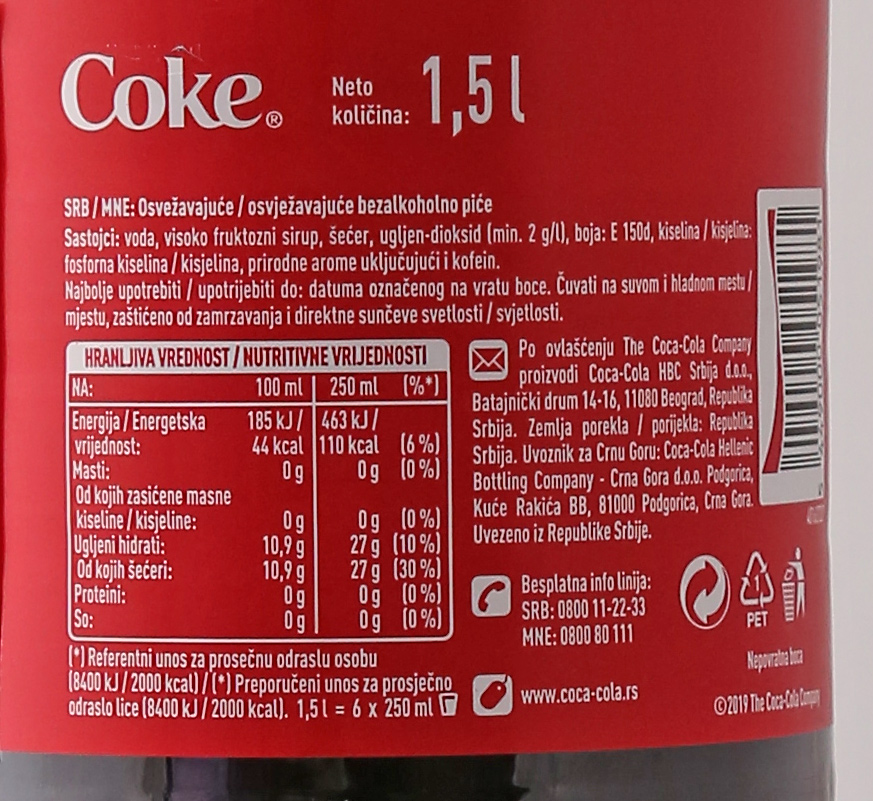 Coke®
Neto
količina:
1,5 l
SRB / MNE: Osvežavajuće / osvježavajuće bezalkoholno piće
Sastojci: voda, visoko fruktozni sirup, šećer, ugljen-dioksid (min. 2 g/l), boja: E 150d, kiselina / kisjelina:
fosforna kiselina / kisjelina, prirodne arome uključujući i kofein.
Najbolje upotrebiti / upotrijebiti do: datuma označenog na vratu boce. Čuvati na suvom i hladnom mestu /
mjestu, zaštićeno od zamrzavanja i direktne sunčeve svetlosti / svjetlosti.
HRANLJIVA VREDNOST / NUTRITIVNE VRIJEDNOSTI
NA: 100 ml 250 ml (%*)
Energija / Energetska 185 kJ / 463 kJ /
vrijednost: 44 kcal 110 kcal (6 %)
Masti: 0 g 0 g (0 %)
Od kojih zasićene masne
kiseline / kisjeline: 0 g 0 g (0 %)
Ugljeni hidrati: 10,9 g 27 g (10 %)
Od kojih šećeri: 10,9 g 27 g (30 %)
Proteini: 0 g 0 g (0 %)
So: 0 g 0 g (0 %)
(*) Referentni unos za prosečnu odraslu osobu
(8400 kJ / 2000 kcal) / (*) Preporučeni unos za prosječno
odraslo lice (8400 kJ / 2000 kcal). 1,5 l = 6 x 250 ml
Po ovlašćenju The Coca-Cola Company
proizvodi Coca-Cola HBC Srbija d.o.o.,
Batajnički drum 14-16, 11080 Beograd, Republika
Srbija. Zemlja porekla / porijekla: Republika
Srbija. Uvoznik za Crnu Goru: Coca-Cola Hellenic
Bottling Company - Crna Gora d.o.o. Podgorica,
Kuće Rakića BB, 81000 Podgorica, Crna Gora.
Uvezeno iz Republike Srbije.
Besplatna info linija:
SRB: 0800 11-22-33
MNE: 0800 80 111
www.coca-cola.rs
1
PET
Nepovratna boca
©2019 The Coca-Cola Company